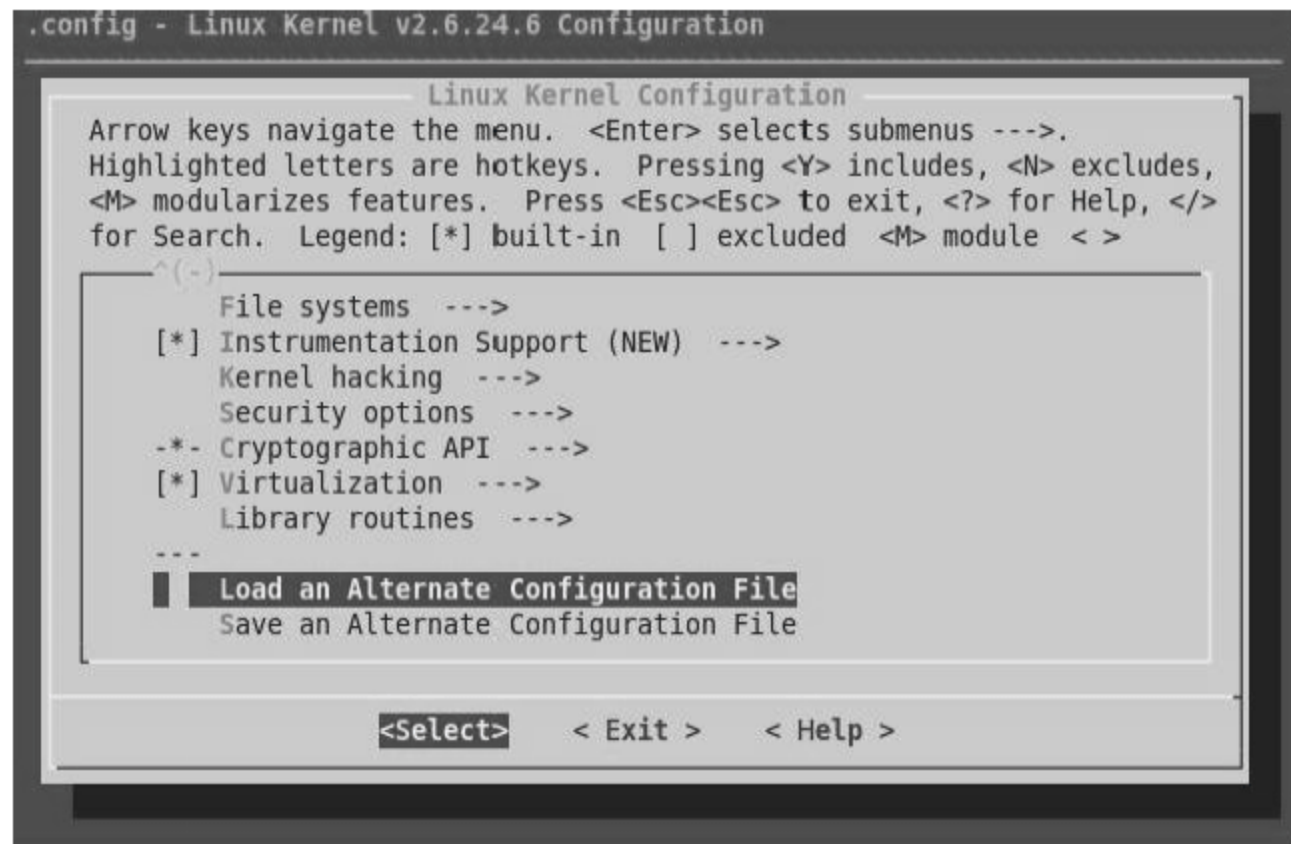 .config - Linux Kernel v2.6.24.6 Configuration
Linux Kernel Configuration
Arrow keys navigate the menu.  <Enter> selects submenus --->.
Highlighted letters are hotkeys.  Pressing <Y> includes, <N> excludes,
<M> modularizes features.  Press <Esc><Esc> to exit, <?> for Help, </>
for Search.  Legend: [*] built-in  [ ] excluded  <M> module  < >
^(-)
File systems  --->
[*] Instrumentation Support (NEW)  --->
Kernel hacking  --->
Security options  --->
-*- Cryptographic API  --->
[*] Virtualization  --->
Library routines  --->
---
Load an Alternate Configuration File
Save an Alternate Configuration File
<Select>    < Exit >    < Help >